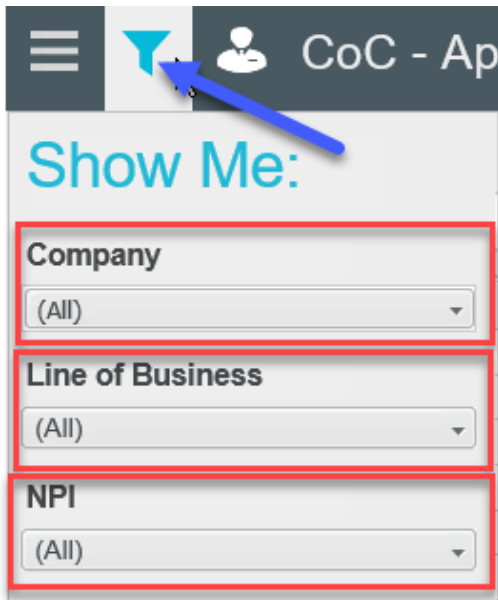 CoC - Ap
Show Me:
Company
(All)
Line of Business
(All)
NPI
(All)